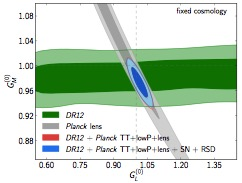 fixed cosmology
1.08
1.04
1.00
0.96
0.92
0.88
G_M^(0)
DR12
Planck lens
DR12 + Planck TT+lowP+lens
DR12 + Planck TT+lowP+lens + SN + RSD
0.60 0.75 0.90 1.05 1.20 1.35
G_L^(0)